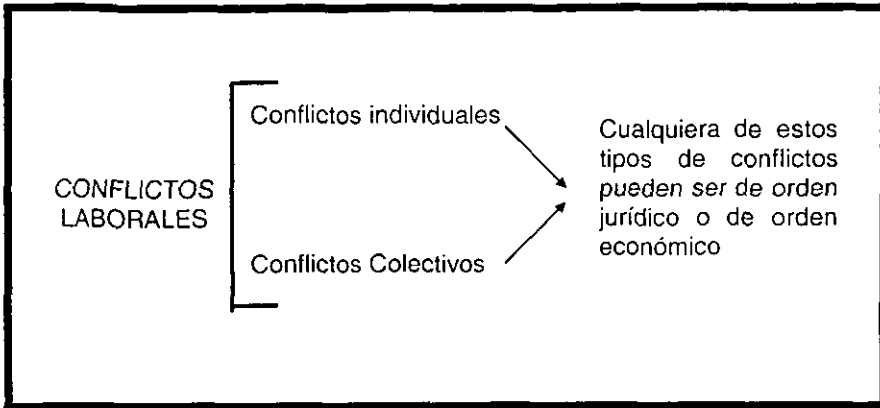 CONFLICTOS
LABORALES
Conflictos individuales
Conflictos Colectivos
Cualquiera de estos
tipos de conflictos
pueden ser de orden
jurídico o de orden
económico